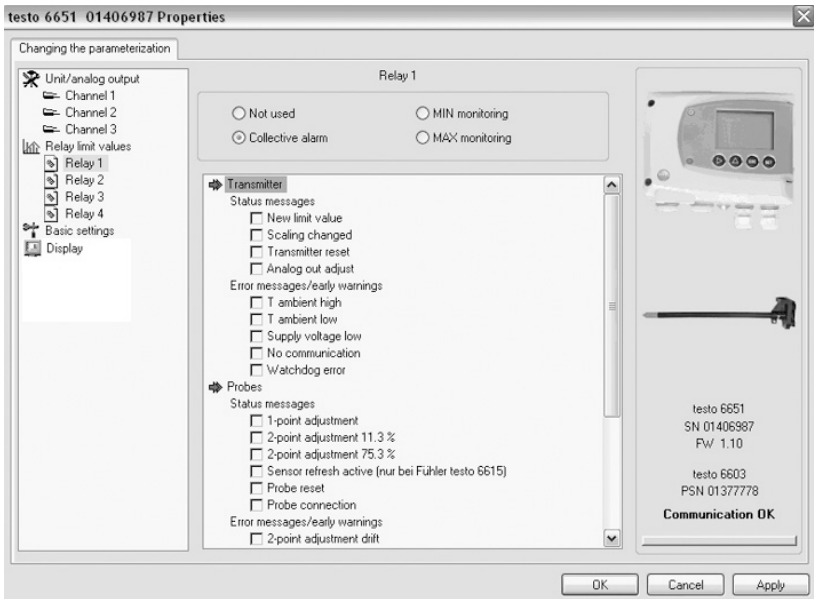 testo 6651 01406987 Properties
Changing the parameterization
Unit/analog output
Channel 1
Channel 2
Channel 3
Relay limit values
Relay 1
Relay 2
Relay 3
Relay 4
Basic settings
Display
Relay 1
Not used
MIN monitoring
Collective alarm
MAX monitoring
Transmitter
Status messages
New limit value
Scaling changed
Transmitter reset
Analog out adjust
Error messages/early warnings
T ambient high
T ambient low
Supply voltage low
No communication
Watchdog error
Probes
Status messages
1-point adjustment
2-point adjustment 11.3 %
2-point adjustment 75.3 %
Sensor refresh active (nur bei Fühler testo 6615)
Probe reset
Probe connection
Error messages/early warnings
2-point adjustment drift
testo 6651
SN 01406987
FW 1.10
testo 6603
PSN 01377778
Communication OK
OK
Cancel
Apply